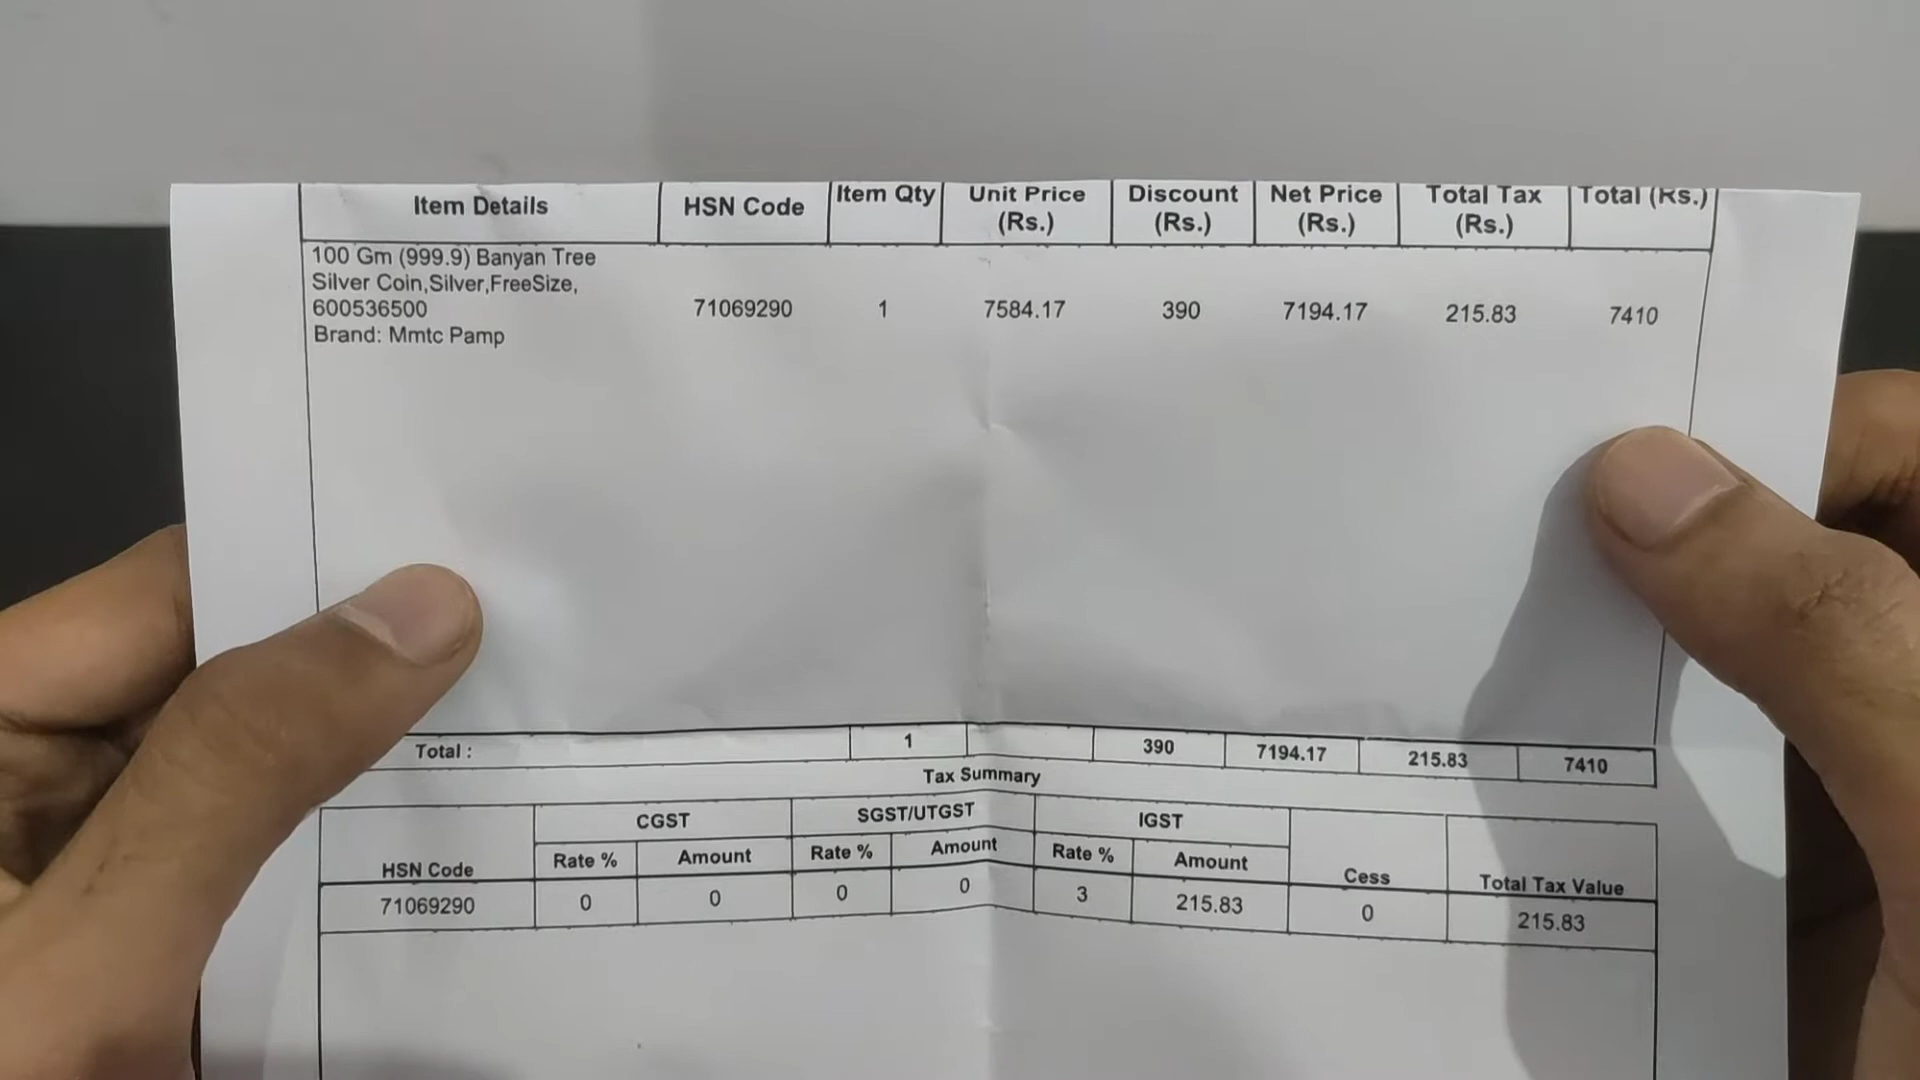 Item Details HSN Code Item Qty Unit Price (Rs.) Discount (Rs.) Net Price (Rs.) Total Tax (Rs.) Total (Rs.)
100 Gm (999.9) Banyan Tree
Silver Coin,Silver,FreeSize,
600536500 71069290 1 7584.17 390 7194.17 215.83 7410
Brand: Mmtc Pamp
Total : 1 390 7194.17 215.83 7410
Tax Summary
CGST SGST/UTGST IGST
HSN Code Rate % Amount Rate % Amount Rate % Amount Cess Total Tax Value
71069290 0 0 0 0 3 215.83 0 215.83